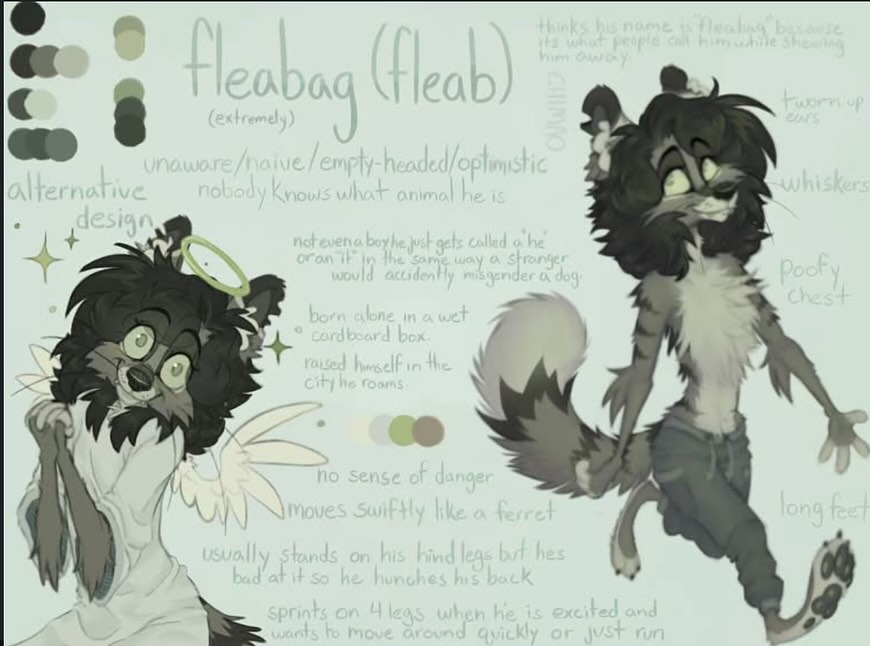 fleabag (fleab)
(extremely)
unaware/naive/empty-headed/optimistic
nobody knows what animal he is
alternative
design
not even a boy he just gets called a "he"
or an "it" in the same way a stranger
would accidently misgender a dog.
born alone in a wet
cardboard box.
raised himself in the
city he roams.
no sense of danger
moves swiftly like a ferret
usually stands on his hind legs but hes
bad at it so he hunches his back
sprints on 4 legs when he is excited and
wants to move around quickly or just run
thinks his name is "fleabag" because
its what people call him while shewing
him away.
tworn up
ears
whiskers
poofy
chest
long feet